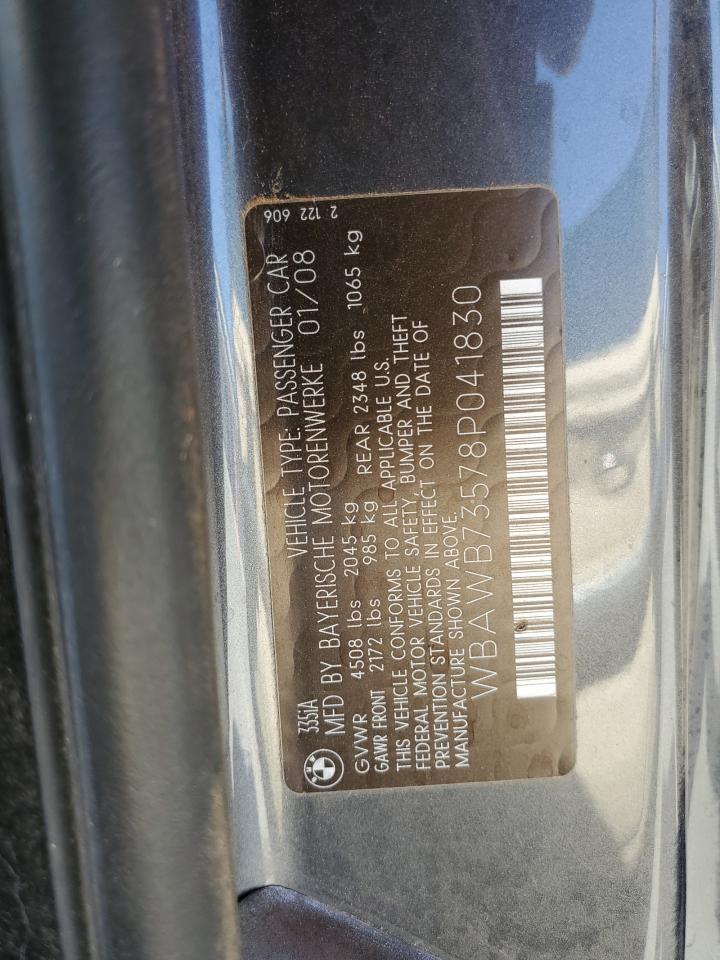 3351A VEHICLE TYPE: PASSENGER CAR 2 122 606
MFD BY BAYERISCHE MOTORENWERKE 01/08
GVWR 4508 lbs 2045 kg
GAWR FRONT 2172 lbs 985 kg REAR 2348 lbs 1065 kg
THIS VEHICLE CONFORMS TO ALL APPLICABLE U.S.
FEDERAL MOTOR VEHICLE SAFETY, BUMPER AND THEFT
PREVENTION STANDARDS IN EFFECT ON THE DATE OF
MANUFACTURE SHOWN ABOVE.
WBAWB73578P041830
BMW